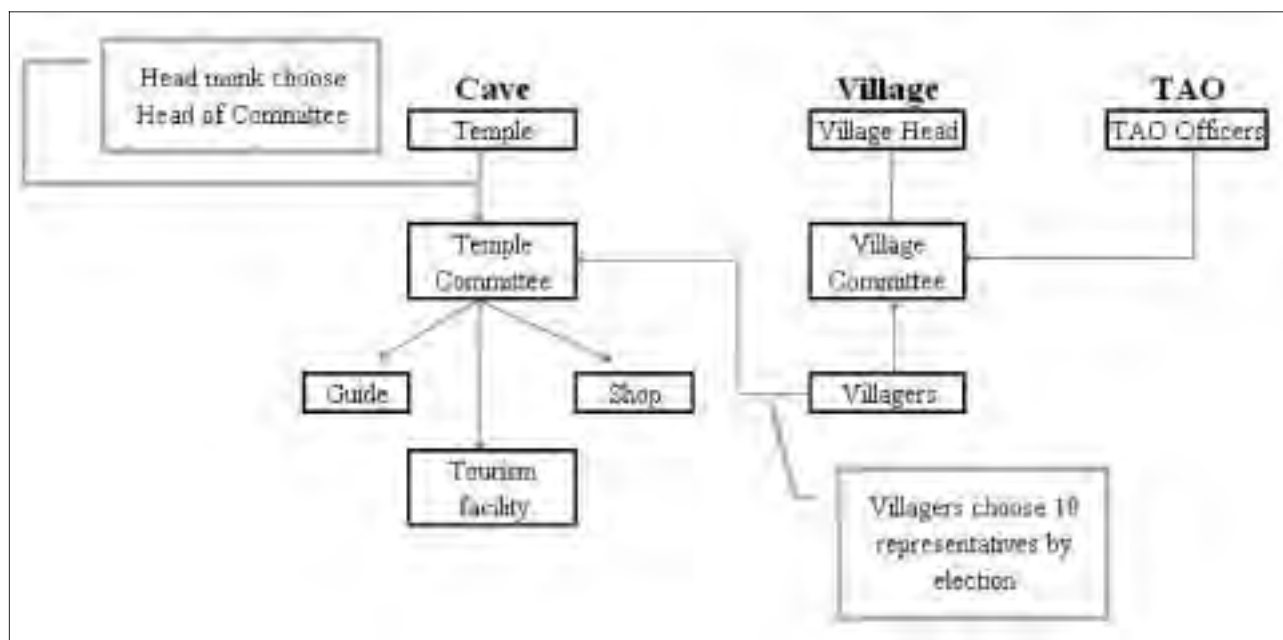 Head monk choose
Head of Committee
Cave
Temple
Village
Village Head
TAO
TAO Officers
Temple
Committee
Village
Committee
Guide
Shop
Villagers
Tourism
facility
Villagers choose 10
representatives by
election